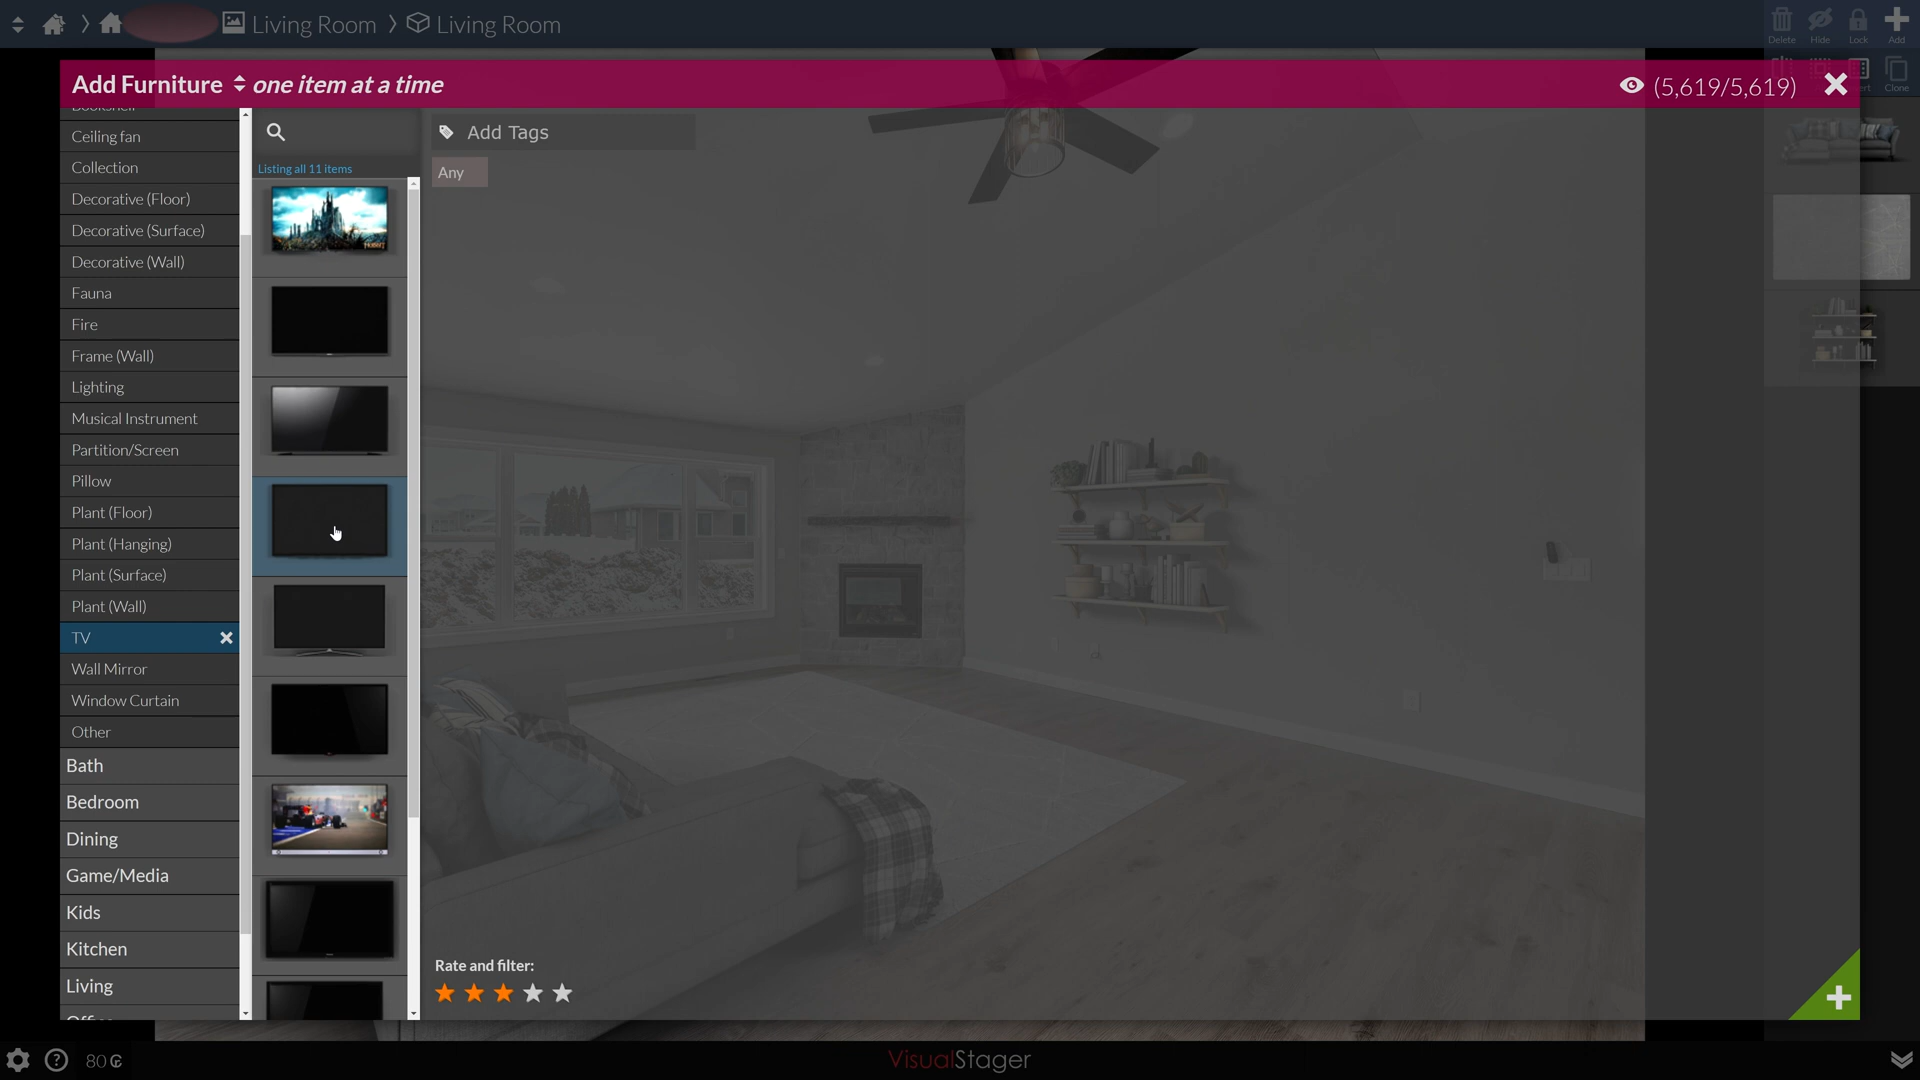 Living Room
Living Room
Delete
Hide
Lock
Add
Clone
Add Furniture one item at a time
(5,619/5,619)
Ceiling fan
Collection
Decorative (Floor)
Decorative (Surface)
Decorative (Wall)
Fauna
Fire
Frame (Wall)
Lighting
Musical Instrument
Partition/Screen
Pillow
Plant (Floor)
Plant (Hanging)
Plant (Surface)
Plant (Wall)
TV
Wall Mirror
Window Curtain
Other
Bath
Bedroom
Dining
Game/Media
Kids
Kitchen
Living
Listing all 11 items
Add Tags
Any
Rate and filter:
80
VisualStager